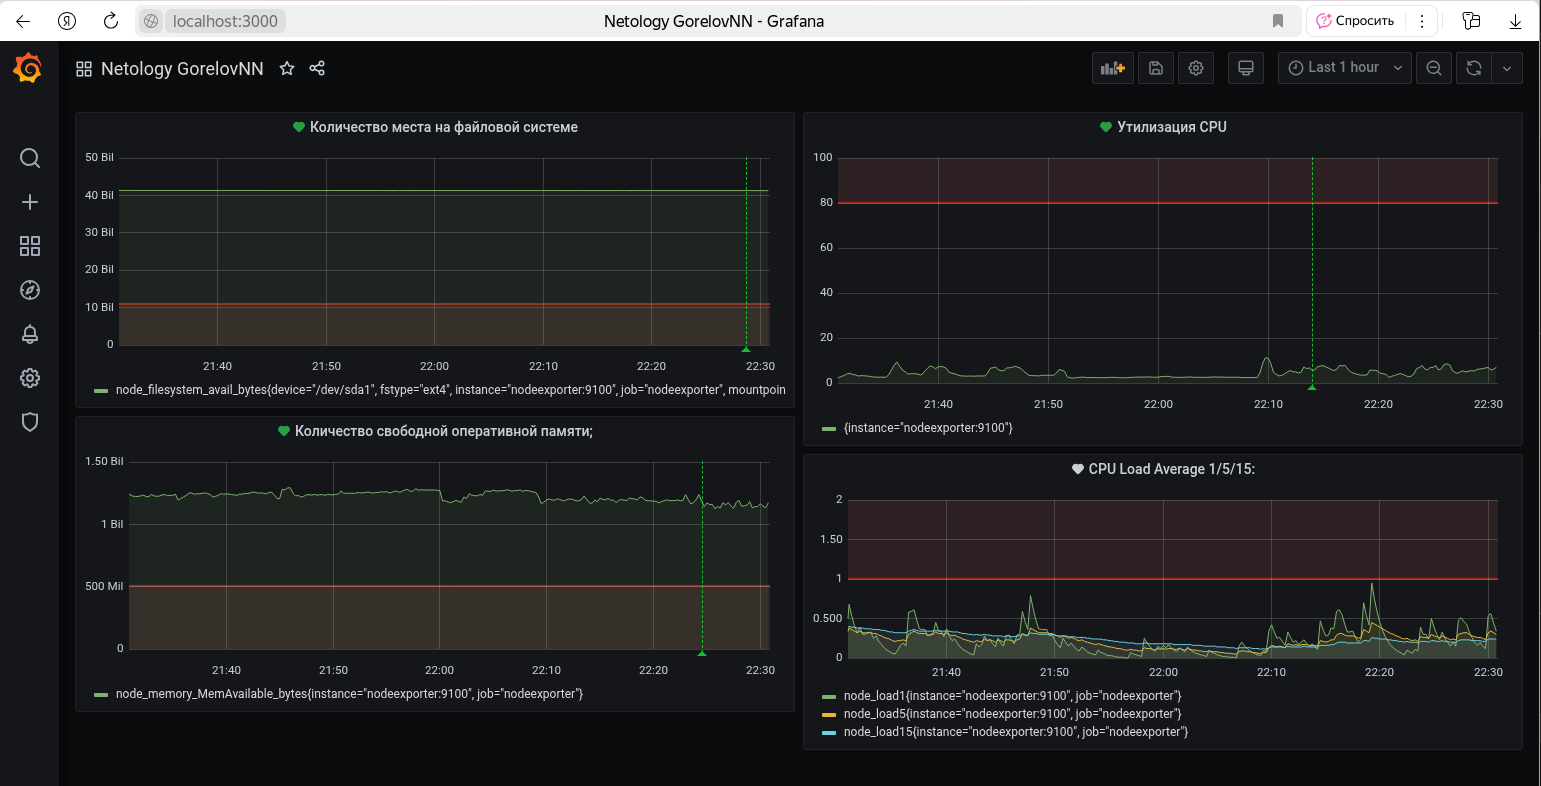 localhost:3000
Netology GorelovNN - Grafana
Спросить
Netology GorelovNN
Last 1 hour
Количество места на файловой системе
50 Bil
40 Bil
30 Bil
20 Bil
10 Bil
0
21:40 21:50 22:00 22:10 22:20 22:30
node_filesystem_avail_bytes{device="/dev/sda1", fstype="ext4", instance="nodeexporter:9100", job="nodeexporter", mountpoin
Утилизация CPU
100
80
60
40
20
0
21:40 21:50 22:00 22:10 22:20 22:30
{instance="nodeexporter:9100"}
Количество свободной оперативной памяти;
1.50 Bil
1 Bil
500 Mil
0
21:40 21:50 22:00 22:10 22:20 22:30
node_memory_MemAvailable_bytes{instance="nodeexporter:9100", job="nodeexporter"}
CPU Load Average 1/5/15:
2
1.50
1
0.500
0
21:40 21:50 22:00 22:10 22:20 22:30
node_load1{instance="nodeexporter:9100", job="nodeexporter"}
node_load5{instance="nodeexporter:9100", job="nodeexporter"}
node_load15{instance="nodeexporter:9100", job="nodeexporter"}